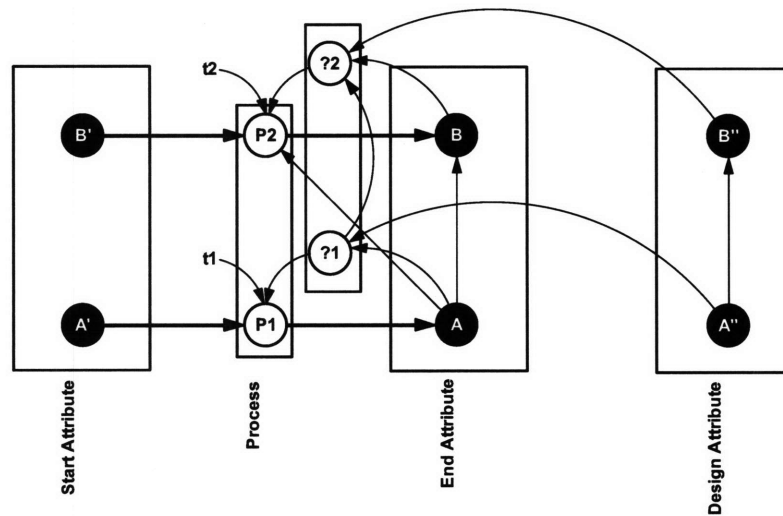 ?2
t2
B'
P2
B
B''
?1
t1
A'
P1
A
A''
Start Attribute
Process
End Attribute
Design Attribute